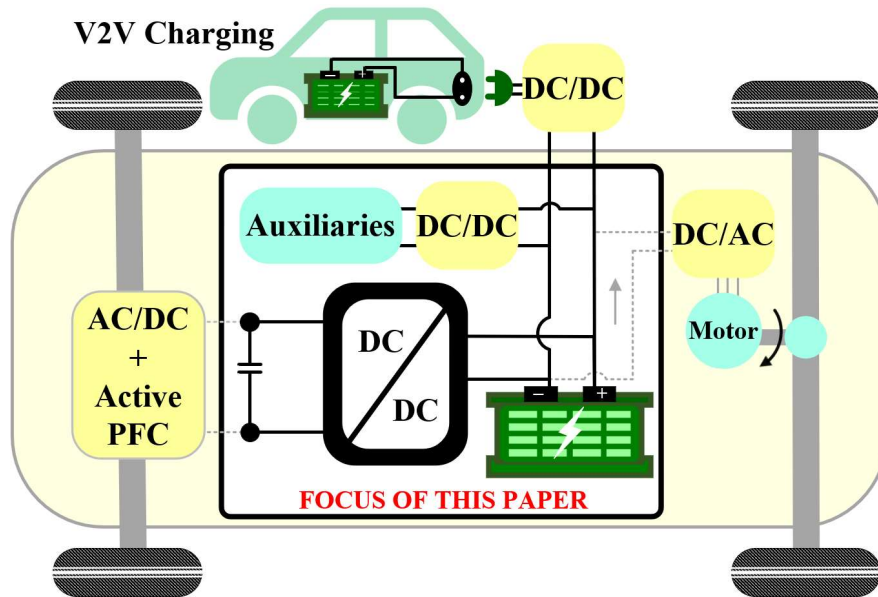 V2V Charging
− +
DC/DC
Auxiliaries
DC/DC
DC/AC
AC/DC
+
Active
PFC
DC
DC
Motor
− +
FOCUS OF THIS PAPER